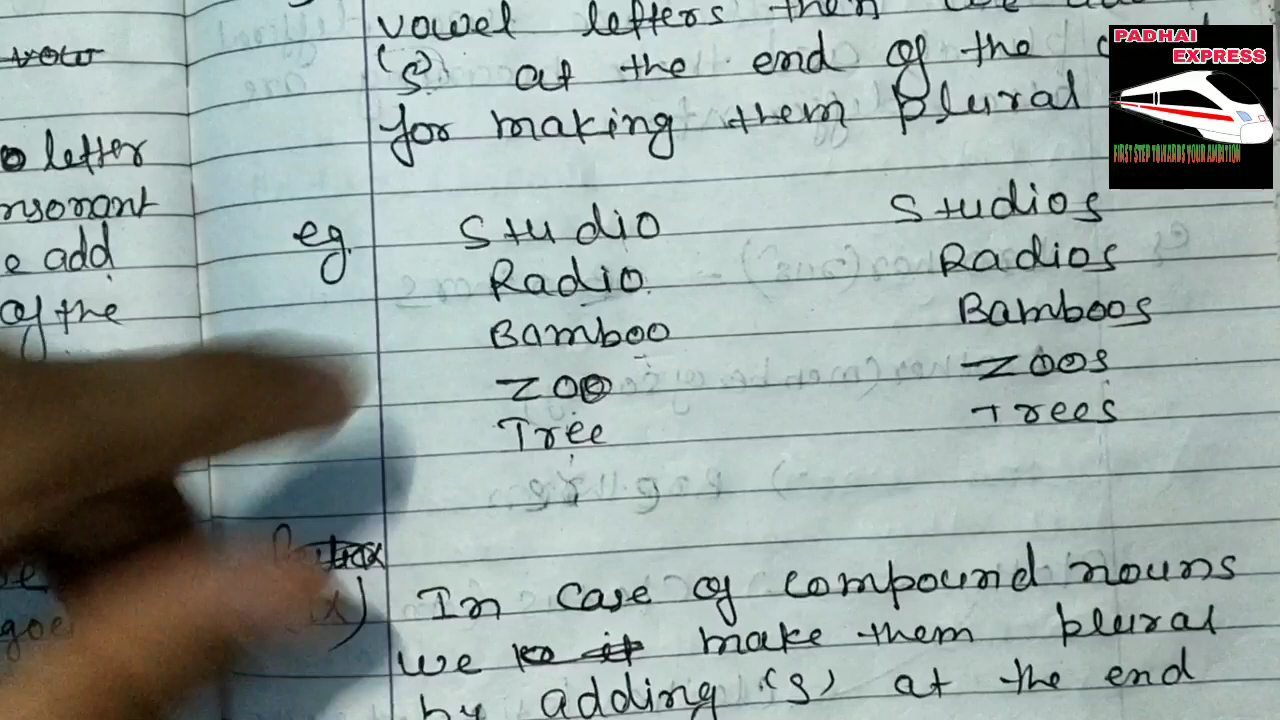 vowel letters then we
(s) at the end of the
for making them plural
eg. Studio Studios
Radio Radios
Bamboo Bamboos
Zoo Zoos
Tree Trees
In case of compound nouns
we make them plural
by adding (s) at the end
letter
e add
of the
PADHAI
EXPRESS
FIRST STEP TOWARDS YOUR AMBITION